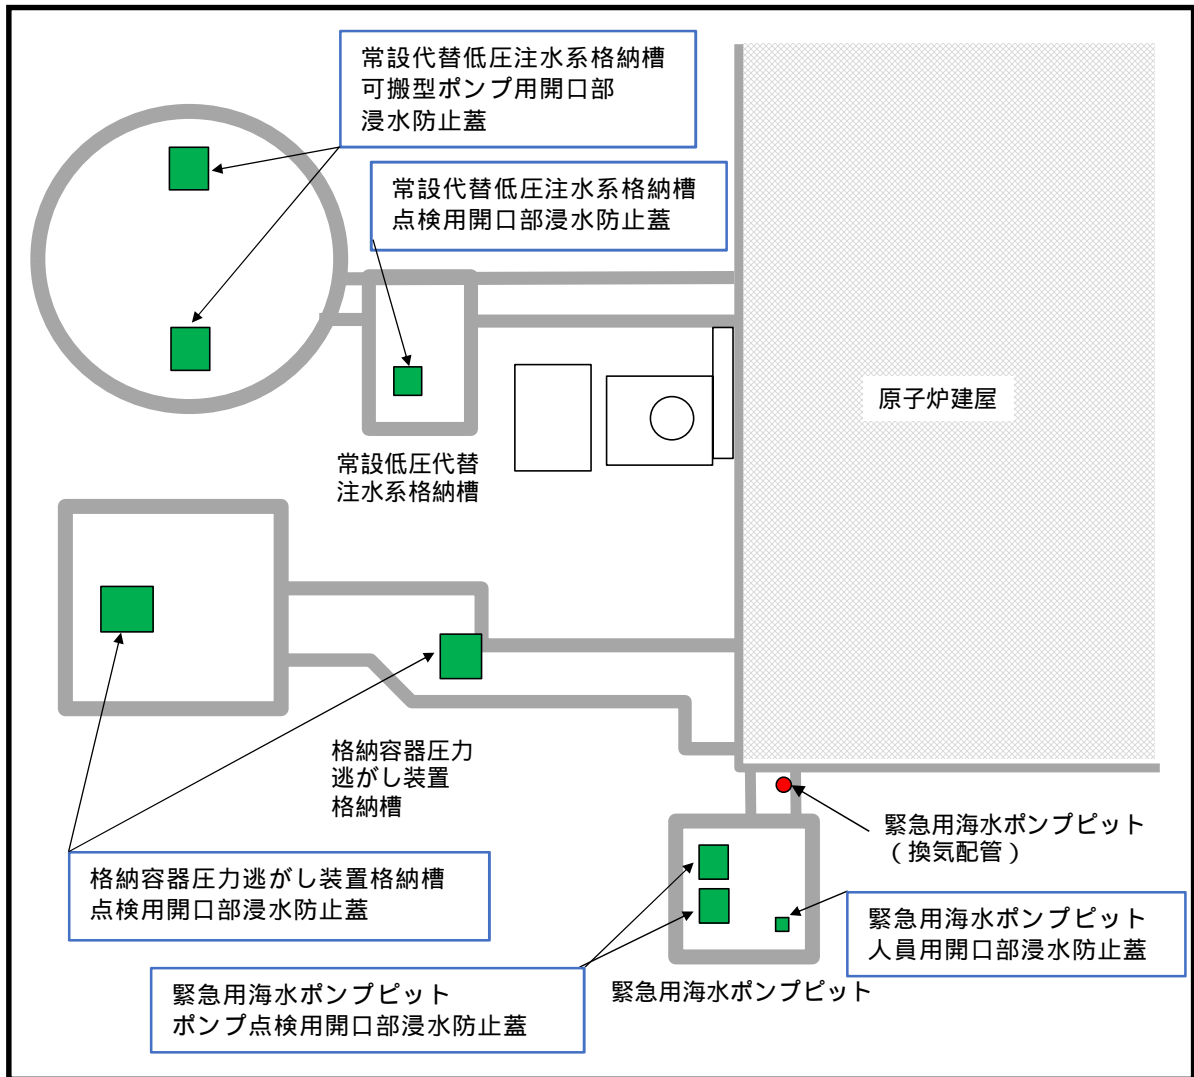 常設代替低圧注水系格納槽
可搬型ポンプ用開口部
浸水防止蓋
常設代替低圧注水系格納槽
点検用開口部浸水防止蓋
原子炉建屋
常設低圧代替
注水系格納槽
格納容器圧力
逃がし装置
格納槽
緊急用海水ポンプピット
(換気配管)
格納容器圧力逃がし装置格納槽
点検用開口部浸水防止蓋
緊急用海水ポンプピット
人員用開口部浸水防止蓋
緊急用海水ポンプピット
緊急用海水ポンプピット
ポンプ点検用開口部浸水防止蓋